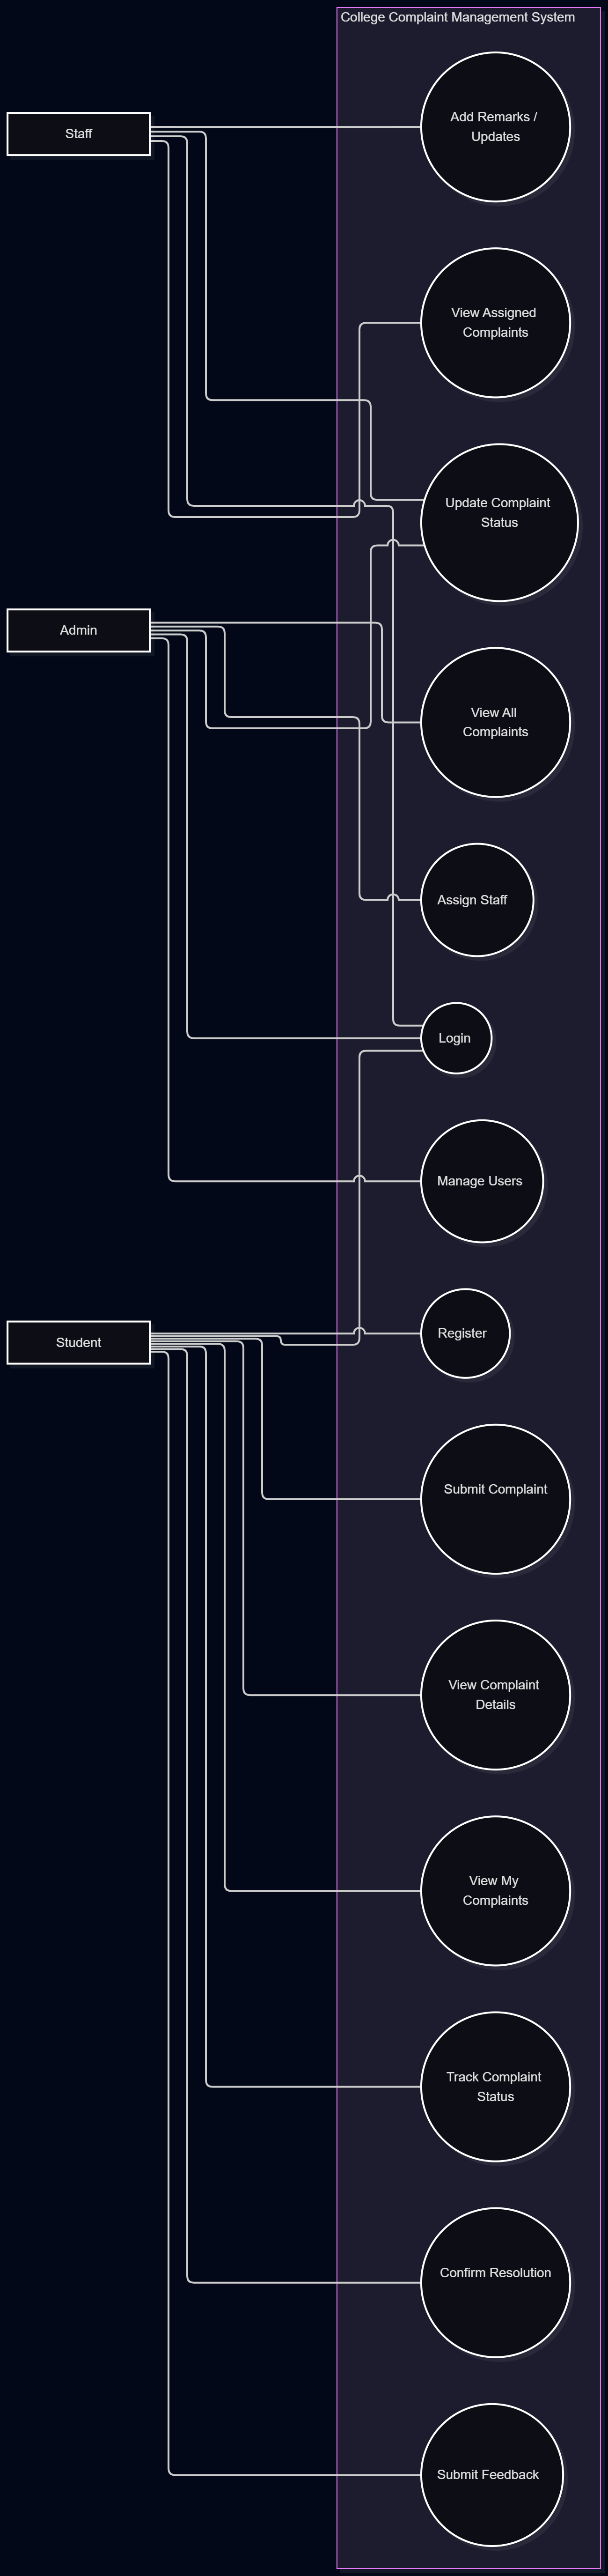 College Complaint Management System
Add Remarks /
Updates
Staff
View Assigned
Complaints
Update Complaint
Status
Admin
View All
Complaints
Assign Staff
Login
Manage Users
Register
Student
Submit Complaint
View Complaint
Details
View My
Complaints
Track Complaint
Status
Confirm Resolution
Submit Feedback